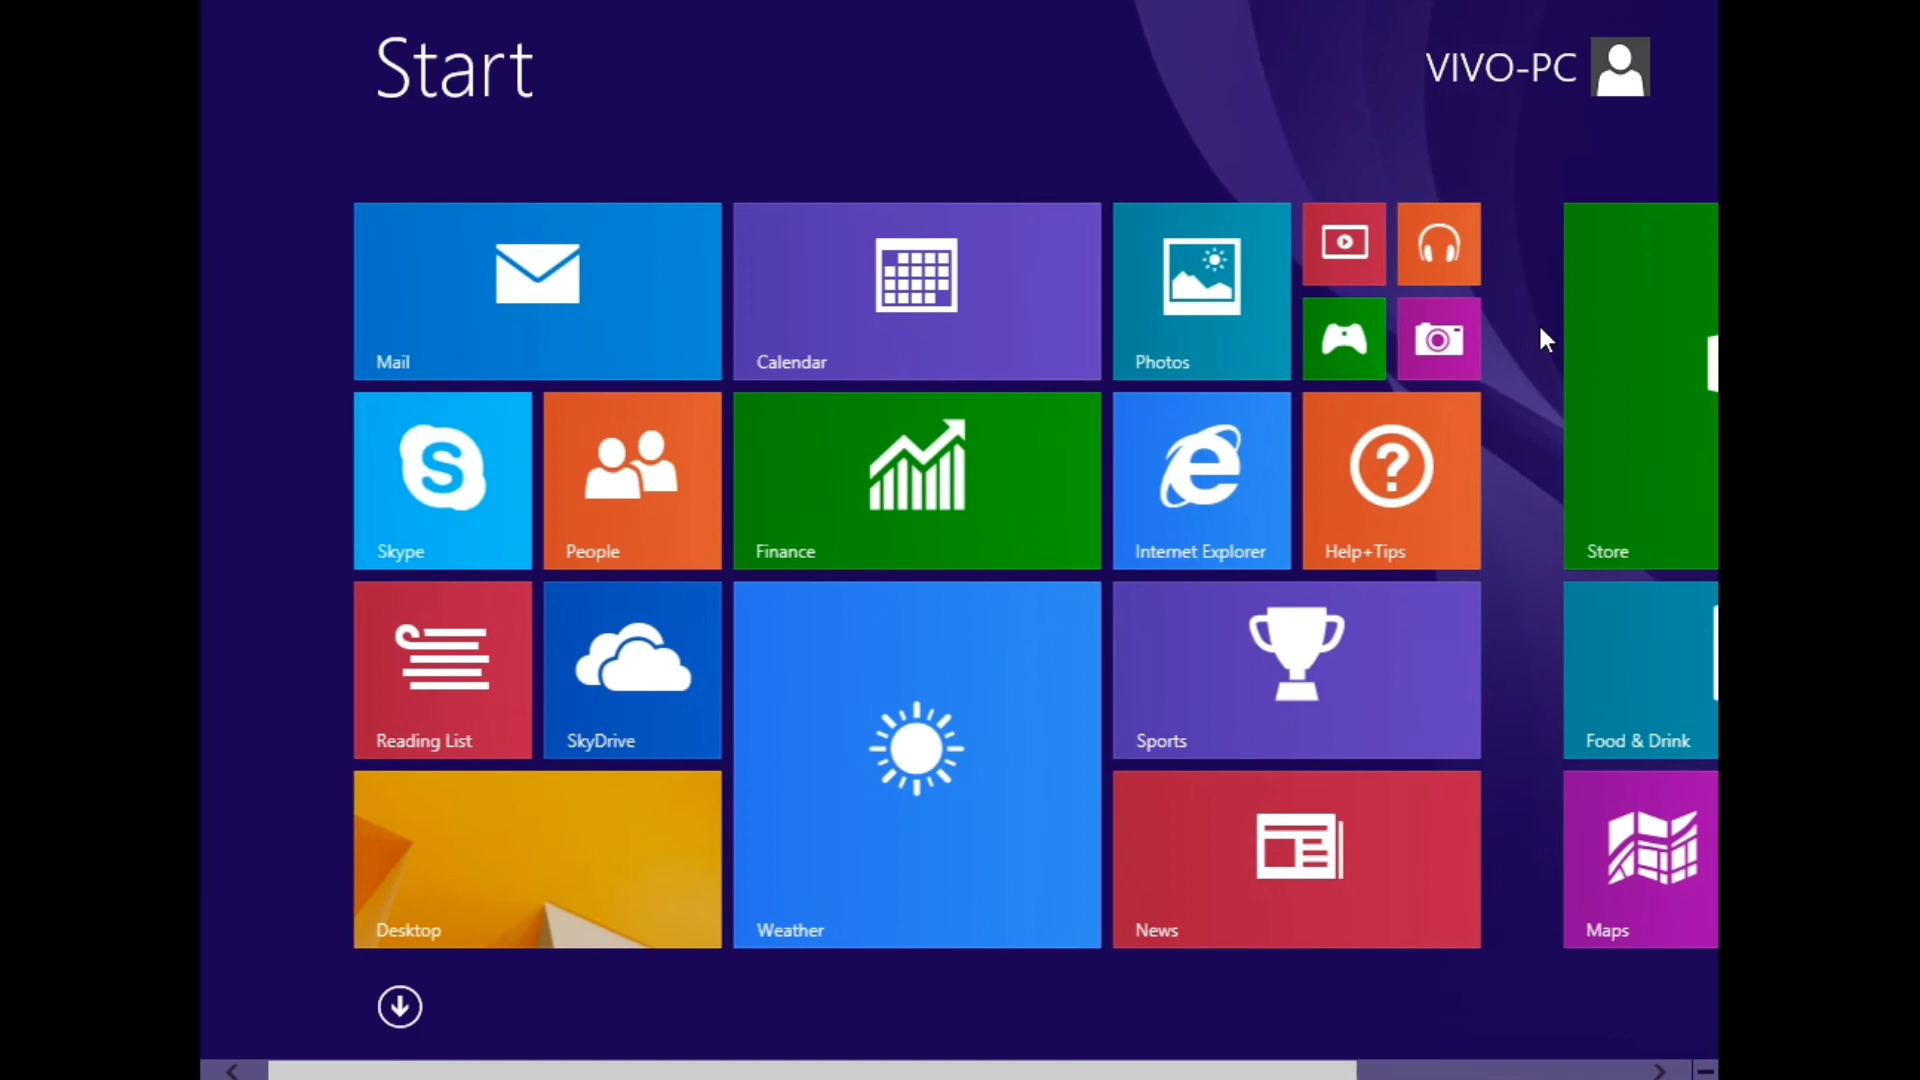 Start
VIVO-PC
Mail
Calendar
Photos
Skype
People
Finance
Internet Explorer
Help+Tips
Store
Reading List
SkyDrive
Sports
Food & Drink
Desktop
Weather
News
Maps